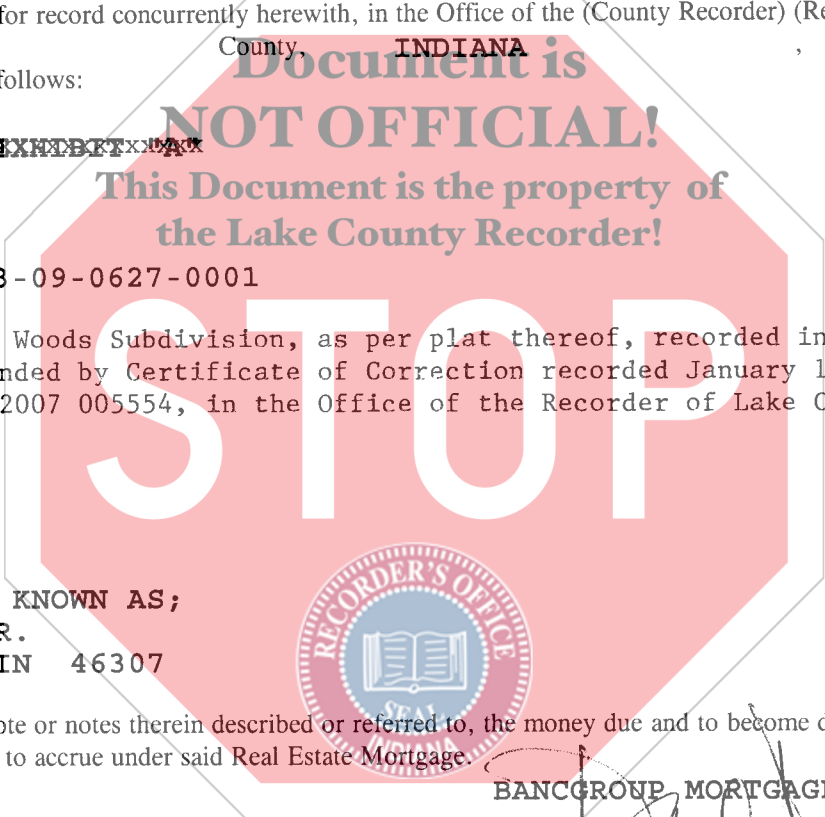 for record concurrently herewith, in the Office of the (County Recorder) (Re
County, INDIANA ,
Document is
follows:
NOT OFFICIAL!
EXHIBIT "A"
This Document is the property of
the Lake County Recorder!
-09-0627-0001
STOP
Woods Subdivision, as per plat thereof, recorded in
nded by Certificate of Correction recorded January 1
2007 005554, in the Office of the Recorder of Lake C
RECORDER'S OFFICE
SEAL
INDIANA
KNOWN AS;
R.
IN 46307
ote or notes therein described or referred to, the money due and to become d
to accrue under said Real Estate Mortgage.
BANCGROUP MORTGAGE